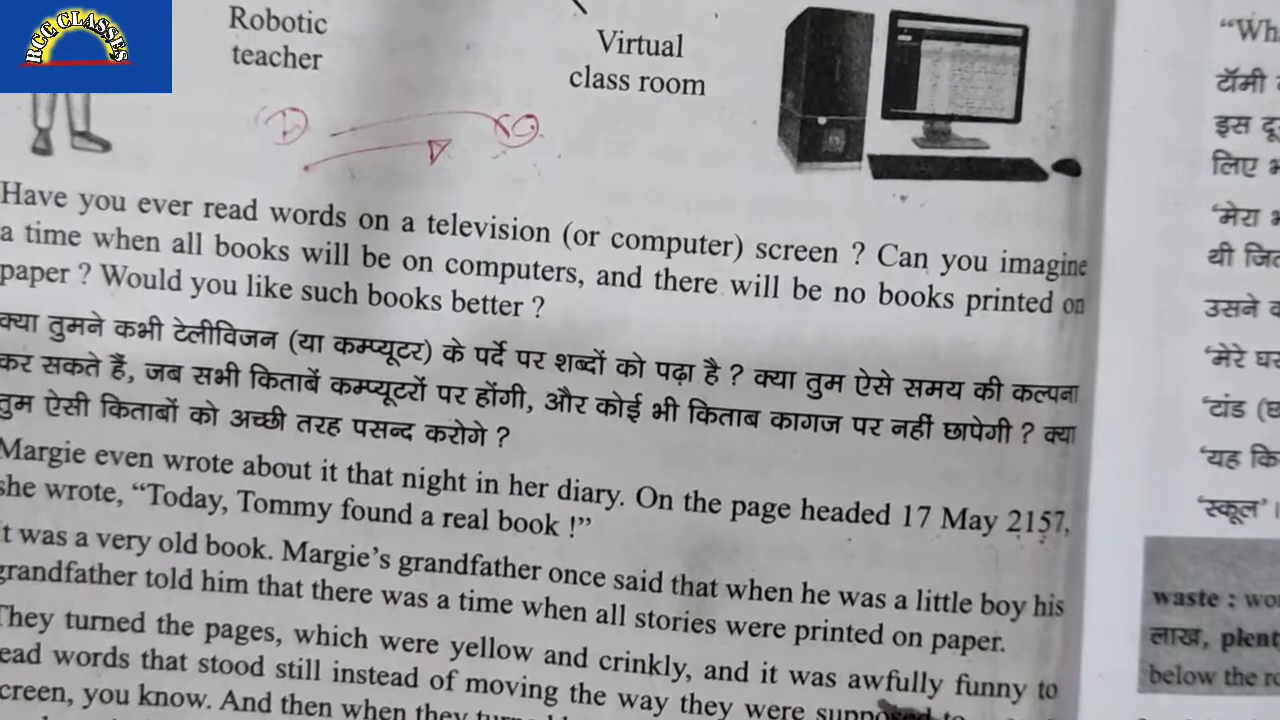 RCC CLASSES
Robotic
teacher
Virtual
class room
Have you ever read words on a television (or computer) screen ? Can you imagine
a time when all books will be on computers, and there will be no books printed on
paper ? Would you like such books better ?
क्या तुमने कभी टेलीविजन (या कम्प्यूटर) के पर्दे पर शब्दों को पढ़ा है ? क्या तुम ऐसे समय की कल्पना
कर सकते हैं, जब सभी किताबें कम्प्यूटरों पर होंगी, और कोई भी किताब कागज पर नहीं छापेगी ? क्या
तुम ऐसी किताबों को अच्छी तरह पसन्द करोगे ?
Margie even wrote about it that night in her diary. On the page headed 17 May 2157,
she wrote, “Today, Tommy found a real book !”
It was a very old book. Margie’s grandfather once said that when he was a little boy his
grandfather told him that there was a time when all stories were printed on paper.
They turned the pages, which were yellow and crinkly, and it was awfully funny to
read words that stood still instead of moving the way they were supposed to
screen, you know. And then when they
“Wh
टॉमी
इस दू
लिए
‘मेरा
थी जि
उसने
‘मेरे घर
‘टांड (छ
‘यह कि
‘स्कूल’
waste : wo
लाख, plent
below the ro